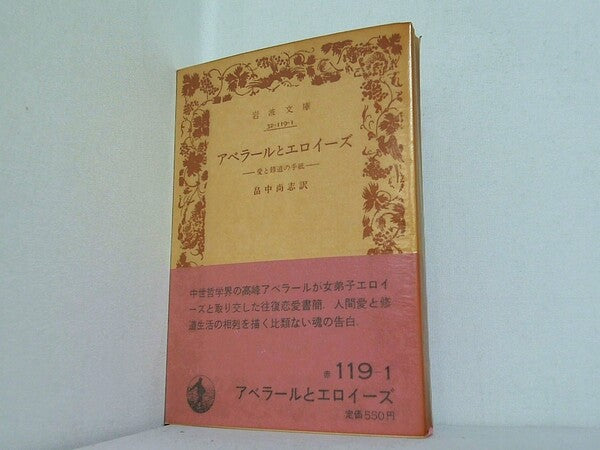 岩波文庫
32-119-1
アベラールとエロイーズ
―愛と修道の手紙―
畠中尚志訳
中世哲学界の高峰アベラールが女弟子エロイ
ーズと取り交した往復恋愛書簡．人間愛と修
道生活の相剋を描く比類ない魂の告白．
赤 119-1
アベラールとエロイーズ
定価550円